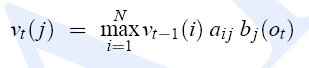 v_t(j) = \max_{i=1}^{N} v_{t-1}(i) a_{ij} b_j(o_t)